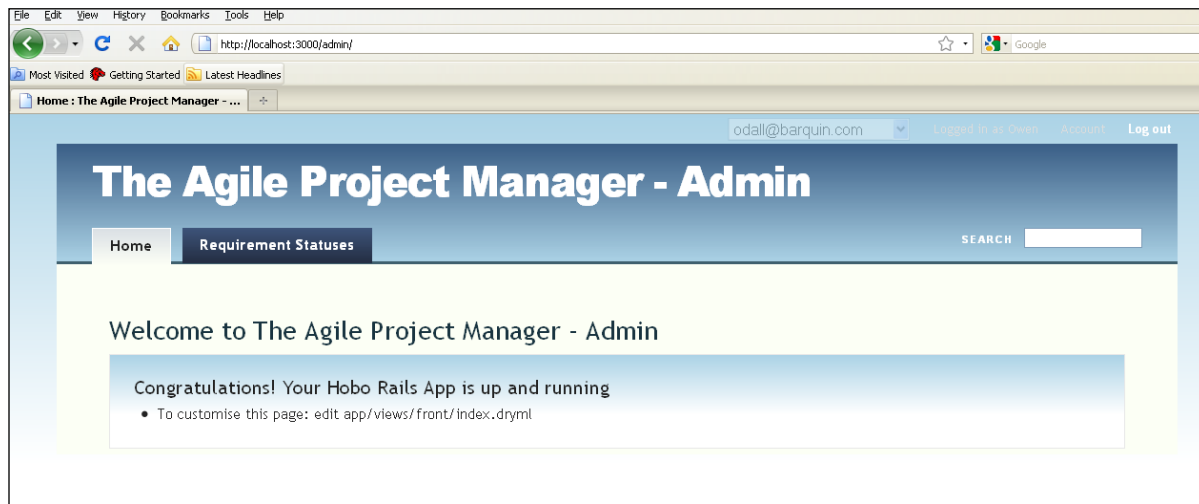 File Edit View History Bookmarks Tools Help
http://localhost:3000/admin/
Google
Most Visited Getting Started Latest Headlines
Home : The Agile Project Manager - ...
odall@barquin.com Logged in as Owen Account Log out
The Agile Project Manager - Admin
Home Requirement Statuses SEARCH
Welcome to The Agile Project Manager - Admin
Congratulations! Your Hobo Rails App is up and running
• To customise this page: edit app/views/front/index.dryml